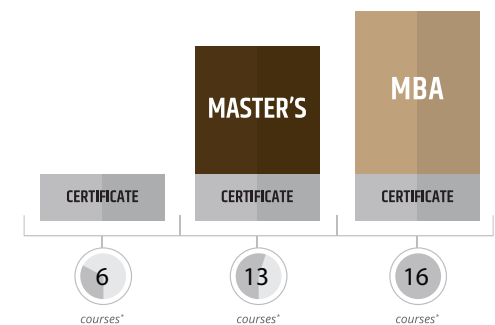 MBA
MASTER'S
CERTIFICATE CERTIFICATE CERTIFICATE
6 13 16
courses* courses* courses*